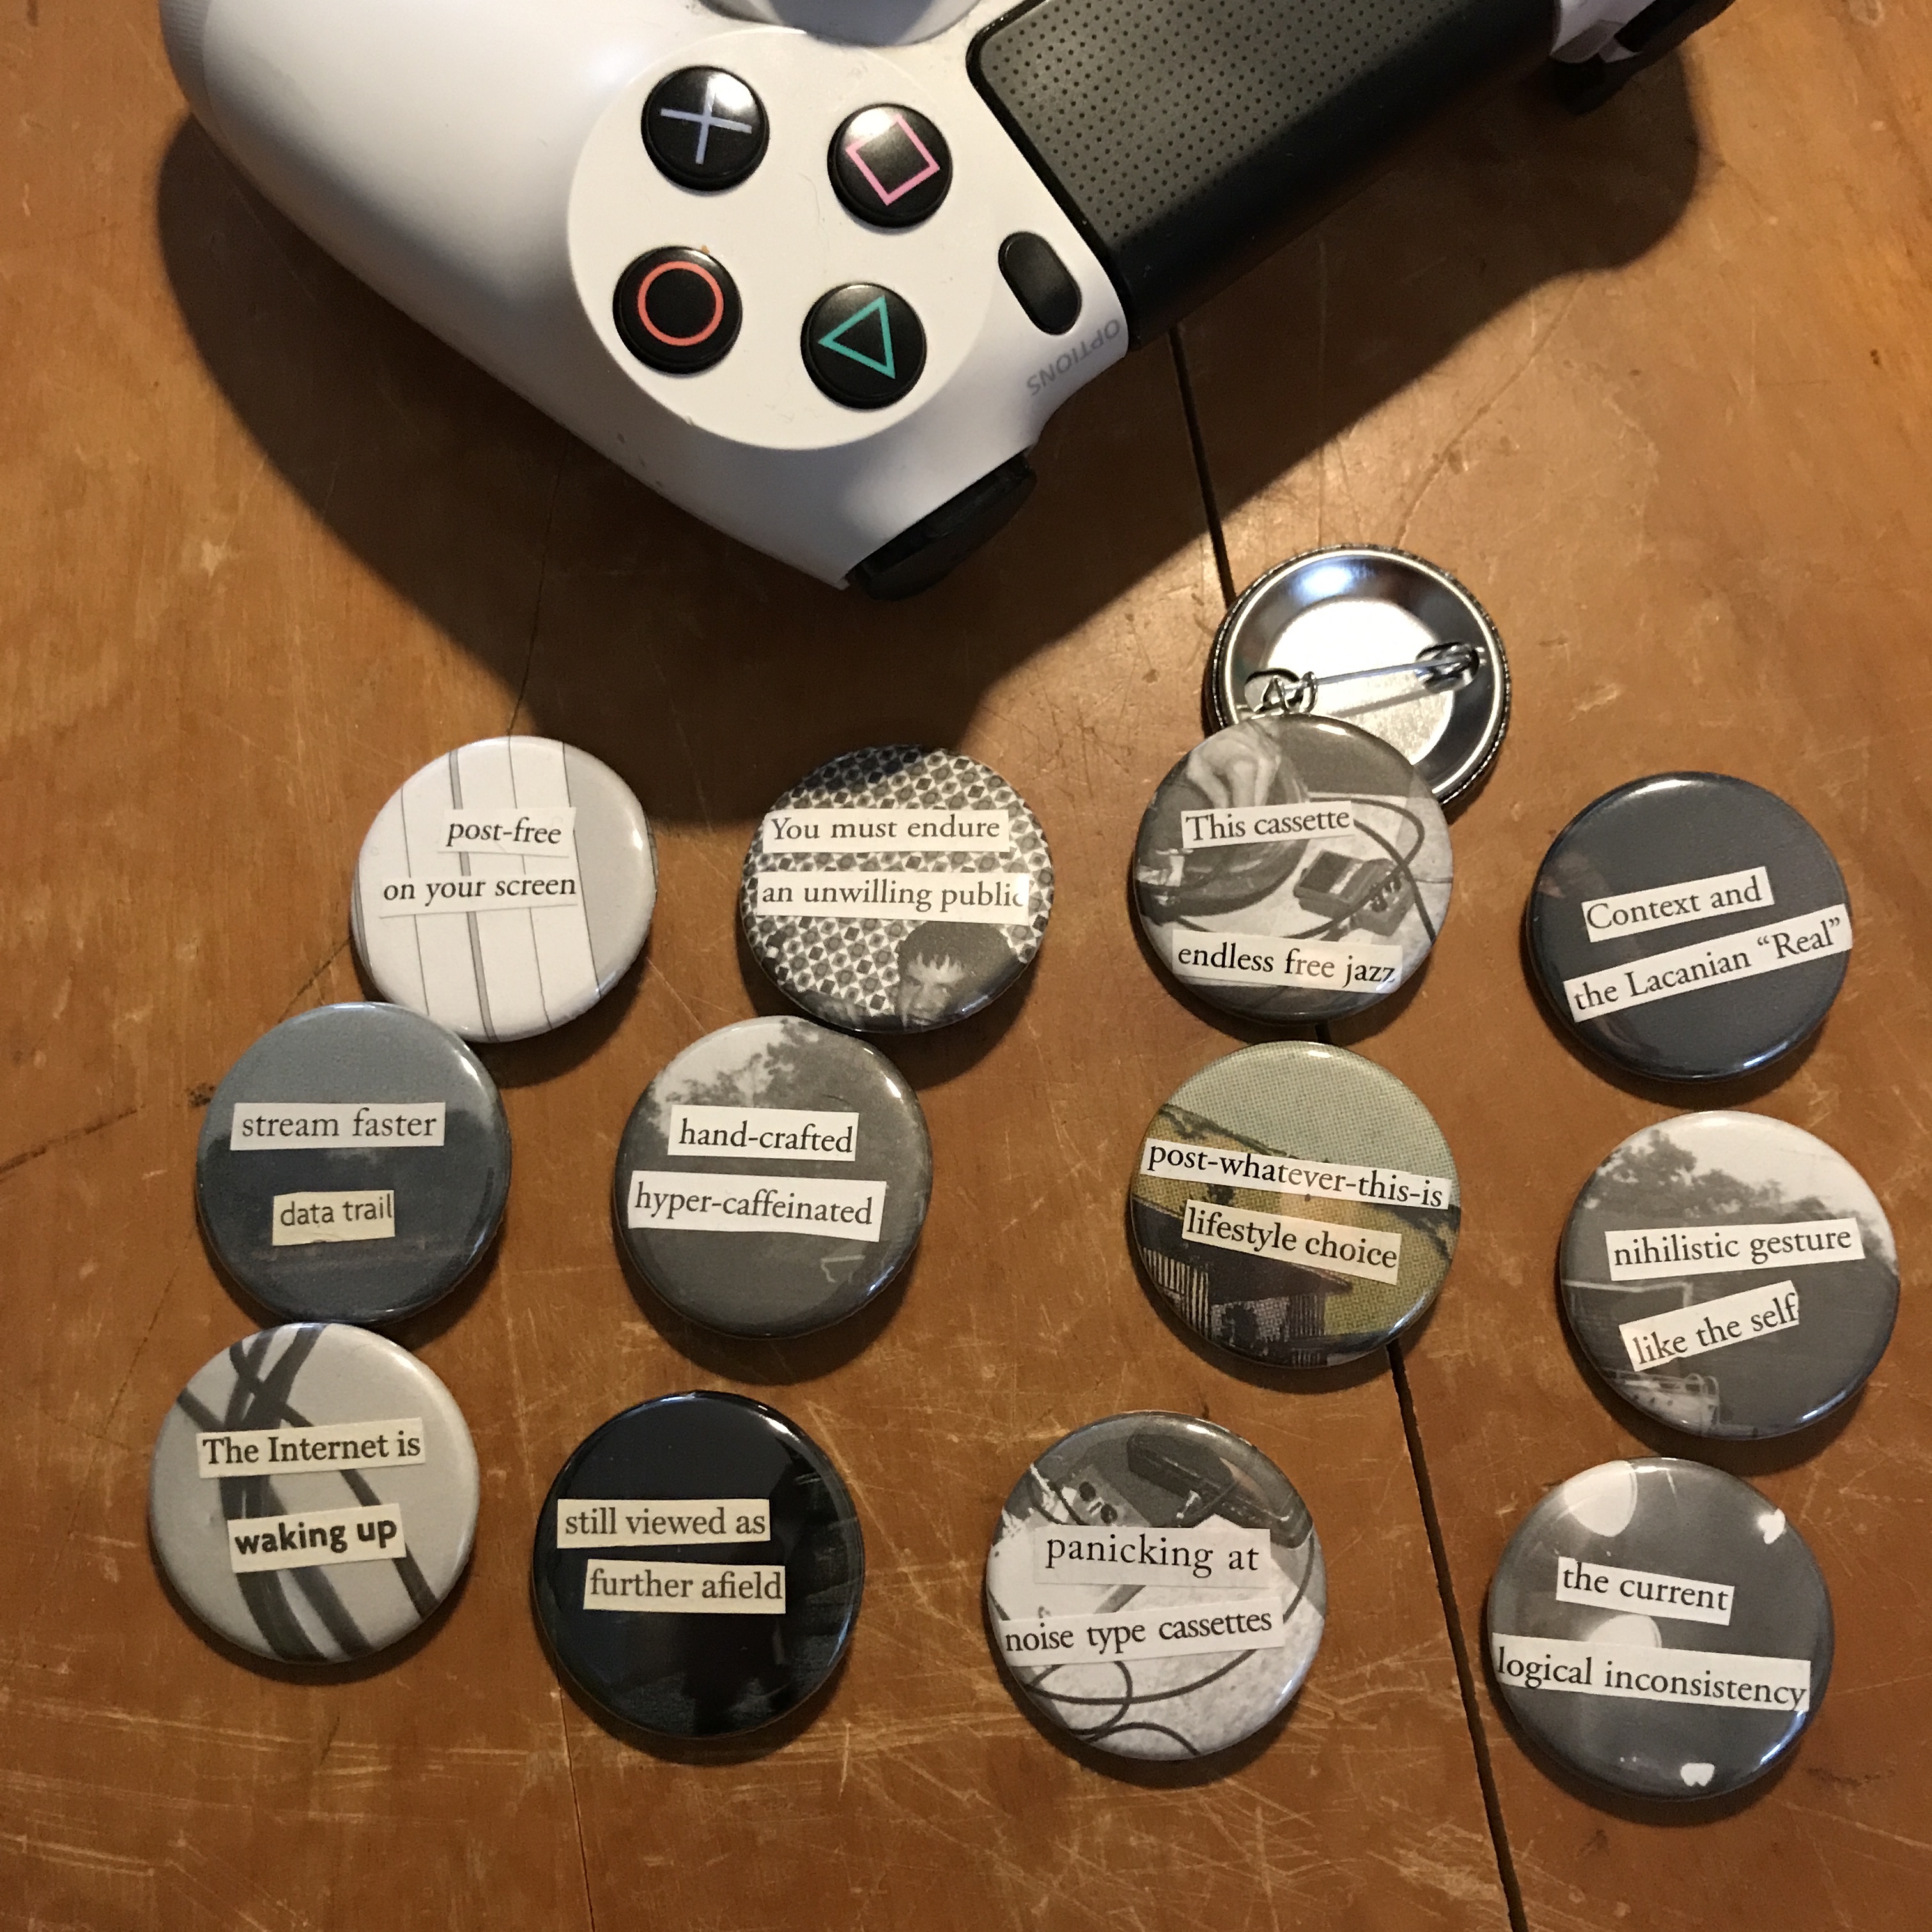 OPTIONS
post-free
on your screen
You must endure
an unwilling public
This cassette
endless free jazz
Context and
the Lacanian “Real”
stream faster
data trail
hand-crafted
hyper-caffeinated
post-whatever-this-is
lifestyle choice
nihilistic gesture
like the self
The Internet is
waking up
still viewed as
further afield
panicking at
noise type cassettes
the current
logical inconsistency